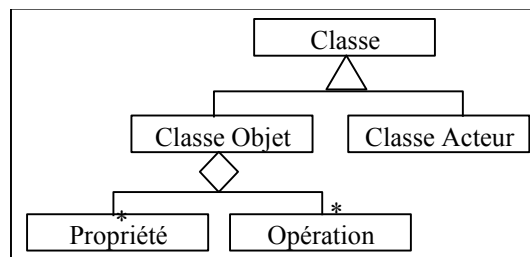 Classe
Classe Objet
Classe Acteur
* *
Propriété
Opération